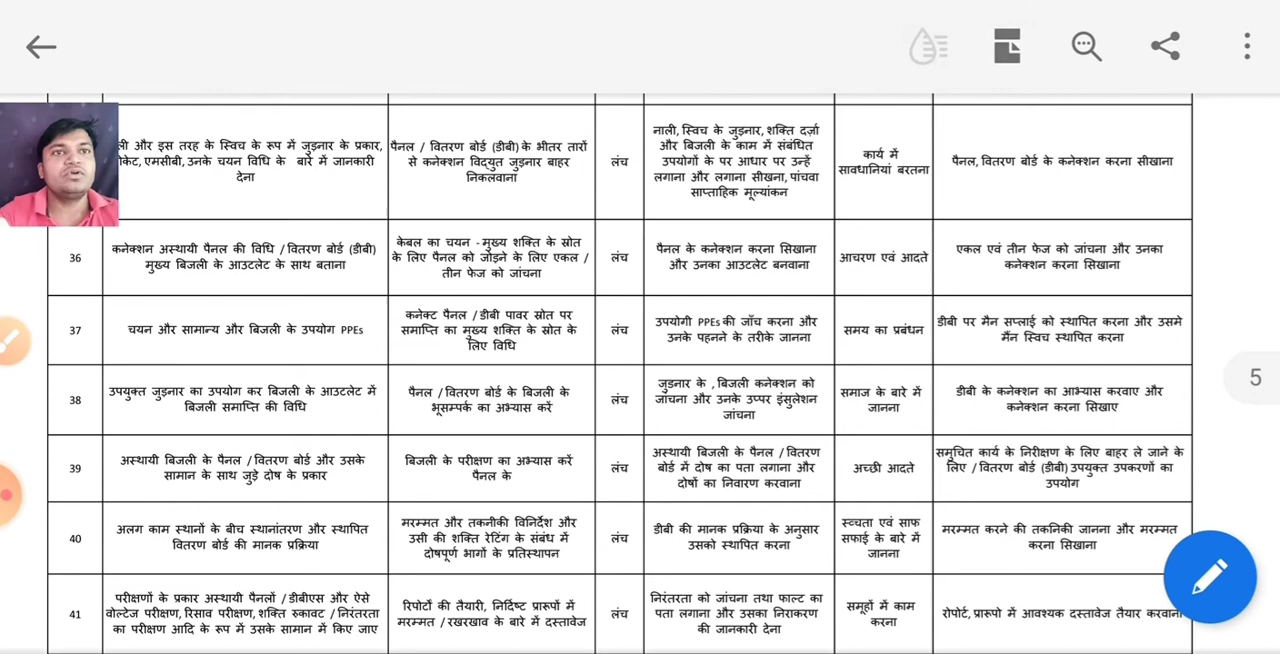 ली और इस तरह के स्विच के रूप में जुड़नार के प्रकार,
केट, एमसीबी, उनके चयन विधि के बारे में जानकारी
देना
पैनल / वितरण बोर्ड (डीबी) के भीतर तारों
से कनेक्शन विद्युत जुड़नार बाहर
निकलवाना
लंच
नाली, स्विच के जुड़नार, शक्ति दर्ज़ा
और बिजली के काम में संबंधित
उपयोगों के पर आधार पर उन्हें
लगाना और लगाना सीखना, पांचवा
साप्ताहिक मूल्यांकन
कार्य में
सावधानियां बरतना
पैनल, वितरण बोर्ड के कनेक्शन करना सीखाना
36
कनेक्शन अस्थायी पैनल की विधि / वितरण बोर्ड (डीबी)
मुख्य बिजली के आउटलेट के साथ बताना
केबल का चयन - मुख्य शक्ति के स्रोत
के लिए पैनल को जोड़ने के लिए एकल /
तीन फेज को जांचना
लंच
पैनल के कनेक्शन करना सिखाना
और उनका आउटलेट बनवाना
आचरण एवं आदते
एकल एवं तीन फेज को जांचना और उनका
कनेक्शन करना सिखाना
37
चयन और सामान्य और बिजली के उपयोग PPEs
कनेक्ट पैनल / डीबी पावर स्रोत पर
समाप्ति का मुख्य शक्ति के स्रोत के
लिए विधि
लंच
उपयोगी PPEs की जाँच करना और
उनके पहनने के तरीके जानना
समय का प्रबंधन
डीबी पर मैन सप्लाई को स्थापित करना और उसमे
मैंन स्विच स्थापित करना
38
उपयुक्त जुड़नार का उपयोग कर बिजली के आउटलेट में
बिजली समाप्ति की विधि
पैनल / वितरण बोर्ड के बिजली के
भूसम्पर्क का अभ्यास करें
लंच
जुड़नार के , बिजली कनेक्शन को
जांचना और उनके उप्पर इंसुलेशन
जांचना
समाज के बारे में
जानना
डीबी के कनेक्शन का आभ्यास करवाए और
कनेक्शन करना सिखाए
39
अस्थायी बिजली के पैनल / वितरण बोर्ड और उसके
सामान के साथ जुड़े दोष के प्रकार
बिजली के परीक्षण का अभ्यास करें
पैनल के
लंच
अस्थायी बिजली के पैनल / वितरण
बोर्ड में दोष का पता लगाना और
दोषों का निवारण करवाना
अच्छी आदते
समुचित कार्य के निरीक्षण के लिए बाहर ले जाने के
लिए / वितरण बोर्ड (डीबी) उपयुक्त उपकरणों का
उपयोग
40
अलग काम स्थानों के बीच स्थानांतरण और स्थापित
वितरण बोर्ड की मानक प्रक्रिया
मरम्मत और तकनीकी विनिर्देश और
उसी की शक्ति रेटिंग के संबंध में
दोषपूर्ण भागों के प्रतिस्थापन
लंच
डीबी की मानक प्रक्रिया के अनुसार
उसको स्थापित करना
स्व्चता एवं साफ
सफाई के बारे में
जानना
मरम्मत करने की तकनिकी जानना और मरम्मत
करना सिखाना
41
परीक्षणों के प्रकार अस्थायी पैनलों / डीबीएस और ऐसे
वोल्टेज परीक्षण, रिसाव परीक्षण, शक्ति रुकावट / निरंतरता
का परीक्षण आदि के रूप में उसके सामान में किए जाए
रिपोर्टों की तैयारी, निर्दिष्ट प्रारूपों में
मरम्मत / रखरखाव के बारे में दस्तावेज
लंच
निरंतरता को जांचना तथा फाल्ट का
पता लगाना और उसका निराकरण
की जानकारी देना
समूहों में काम
करना
रोपोर्ट, प्रारूपो में आवश्यक दस्तावेज तैयार करवाना
5